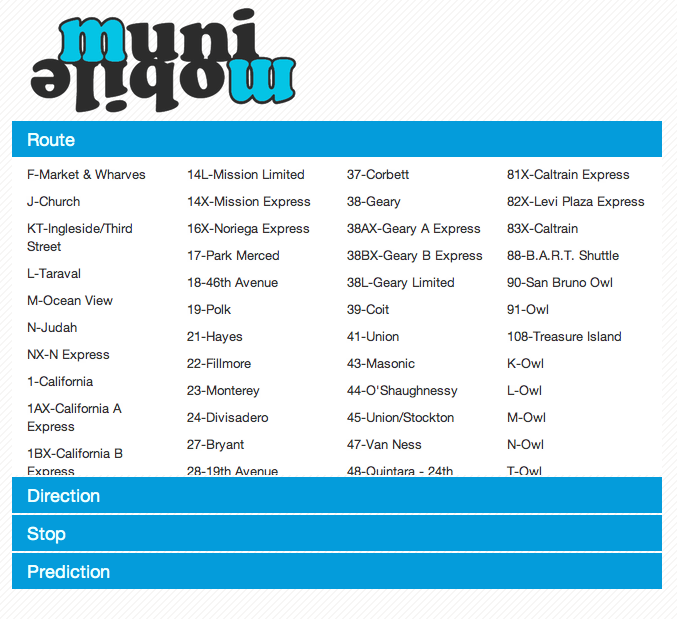 muni
mobile
Route
F-Market & Wharves
J-Church
KT-Ingleside/Third
Street
L-Taraval
M-Ocean View
N-Judah
NX-N Express
1-California
1AX-California A
Express
1BX-California B
Express
14L-Mission Limited
14X-Mission Express
16X-Noriega Express
17-Park Merced
18-46th Avenue
19-Polk
21-Hayes
22-Fillmore
23-Monterey
24-Divisadero
27-Bryant
28-19th Avenue
37-Corbett
38-Geary
38AX-Geary A Express
38BX-Geary B Express
38L-Geary Limited
39-Coit
41-Union
43-Masonic
44-O'Shaughnessy
45-Union/Stockton
47-Van Ness
48-Quintara - 24th
81X-Caltrain Express
82X-Levi Plaza Express
83X-Caltrain
88-B.A.R.T. Shuttle
90-San Bruno Owl
91-Owl
108-Treasure Island
K-Owl
L-Owl
M-Owl
N-Owl
T-Owl
Direction
Stop
Prediction